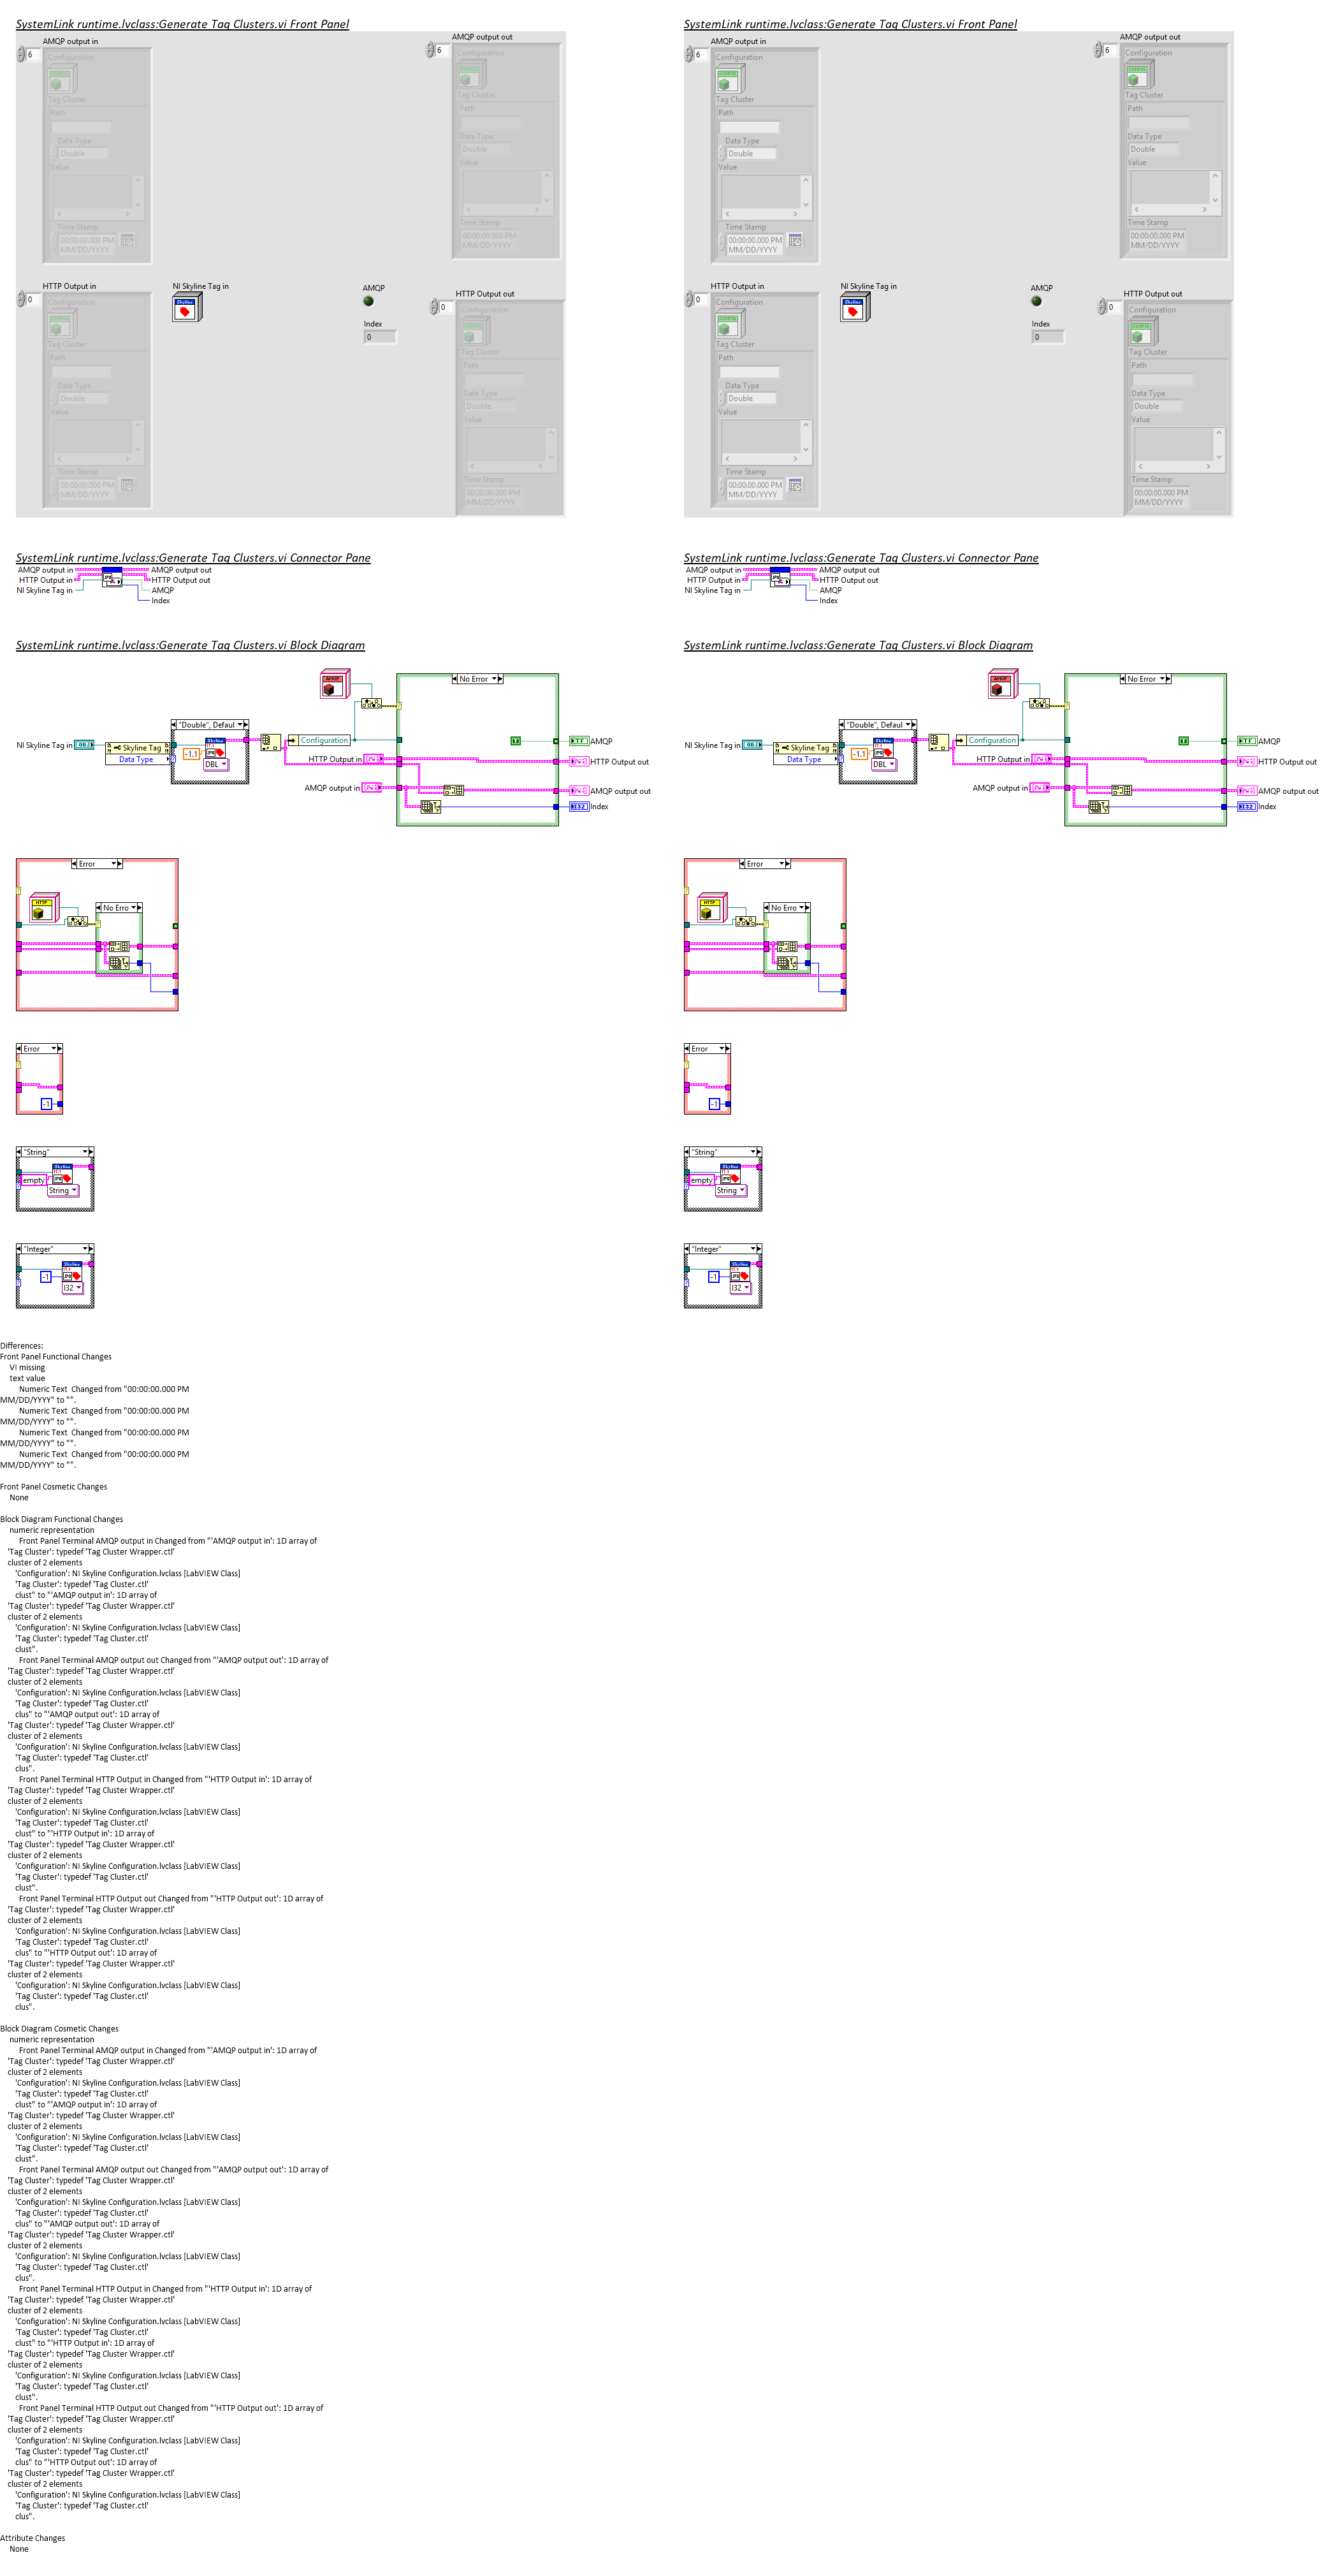 SystemLink runtime.lvclass:Generate Tag Clusters.vi Front Panel
AMQP output in
6
Configuration
CONFIG
Tag Cluster
Path
Data Type
Double
Value
Time Stamp
00:00:00.000 PM
MM/DD/YYYY
AMQP output out
6
Configuration
CONFIG
Tag Cluster
Path
Data Type
Double
Value
Time Stamp
00:00:00.000 PM
MM/DD/YYYY
HTTP Output in
0
Configuration
CONFIG
Tag Cluster
Path
Data Type
Double
Value
Time Stamp
00:00:00.000 PM
MM/DD/YYYY
NI Skyline Tag in
Skyline
AMQP
Index
0
HTTP Output out
0
Configuration
CONFIG
Tag Cluster
Path
Data Type
Double
Value
Time Stamp
00:00:00.000 PM
MM/DD/YYYY
SystemLink runtime.lvclass:Generate Tag Clusters.vi Front Panel
AMQP output in
6
Configuration
CONFIG
Tag Cluster
Path
Data Type
Double
Value
Time Stamp
00:00:00.000 PM
MM/DD/YYYY
AMQP output out
6
Configuration
CONFIG
Tag Cluster
Path
Data Type
Double
Value
Time Stamp
00:00:00.000 PM
MM/DD/YYYY
HTTP Output in
0
Configuration
CONFIG
Tag Cluster
Path
Data Type
Double
Value
Time Stamp
00:00:00.000 PM
MM/DD/YYYY
NI Skyline Tag in
Skyline
AMQP
Index
0
HTTP Output out
0
Configuration
CONFIG
Tag Cluster
Path
Data Type
Double
Value
Time Stamp
00:00:00.000 PM
MM/DD/YYYY
SystemLink runtime.lvclass:Generate Tag Clusters.vi Connector Pane
AMQP output in AMQP output out
HTTP Output in HTTP Output out
NI Skyline Tag in AMQP
Index
SystemLink runtime.lvclass:Generate Tag Clusters.vi Connector Pane
AMQP output in AMQP output out
HTTP Output in HTTP Output out
NI Skyline Tag in AMQP
Index
SystemLink runtime.lvclass:Generate Tag Clusters.vi Block Diagram
AMQP
No Error
"Double", Defaul
NI Skyline Tag in
OBJ
Skyline Tag
Data Type
Skyline
-1.1
DBL
Configuration
HTTP Output in
AMQP output in
AMQP
HTTP Output out
AMQP output out
I32
Index
Error
HTTP
No Erro
Error
-1
"String"
Skyline
empty
String
"Integer"
Skyline
-1
I32
SystemLink runtime.lvclass:Generate Tag Clusters.vi Block Diagram
AMQP
No Error
"Double", Defaul
NI Skyline Tag in
OBJ
Skyline Tag
Data Type
Skyline
-1.1
DBL
Configuration
HTTP Output in
AMQP output in
AMQP
HTTP Output out
AMQP output out
I32
Index
Error
HTTP
No Erro
Error
-1
"String"
Skyline
empty
String
"Integer"
Skyline
-1
I32
Differences:
Front Panel Functional Changes
VI missing
text value
Numeric Text  Changed from "00:00:00.000 PM
MM/DD/YYYY" to "".
Numeric Text  Changed from "00:00:00.000 PM
MM/DD/YYYY" to "".
Numeric Text  Changed from "00:00:00.000 PM
MM/DD/YYYY" to "".
Numeric Text  Changed from "00:00:00.000 PM
MM/DD/YYYY" to "".
Front Panel Cosmetic Changes
None
Block Diagram Functional Changes
numeric representation
Front Panel Terminal AMQP output in Changed from "'AMQP output in': 1D array of
'Tag Cluster': typedef 'Tag Cluster Wrapper.ctl'
cluster of 2 elements
'Configuration': NI Skyline Configuration.lvclass [LabVIEW Class]
'Tag Cluster': typedef 'Tag Cluster.ctl'
clust" to "'AMQP output in': 1D array of
'Tag Cluster': typedef 'Tag Cluster Wrapper.ctl'
cluster of 2 elements
'Configuration': NI Skyline Configuration.lvclass [LabVIEW Class]
'Tag Cluster': typedef 'Tag Cluster.ctl'
clust".
Front Panel Terminal AMQP output out Changed from "'AMQP output out': 1D array of
'Tag Cluster': typedef 'Tag Cluster Wrapper.ctl'
cluster of 2 elements
'Configuration': NI Skyline Configuration.lvclass [LabVIEW Class]
'Tag Cluster': typedef 'Tag Cluster.ctl'
clus" to "'AMQP output out': 1D array of
'Tag Cluster': typedef 'Tag Cluster Wrapper.ctl'
cluster of 2 elements
'Configuration': NI Skyline Configuration.lvclass [LabVIEW Class]
'Tag Cluster': typedef 'Tag Cluster.ctl'
clus".
Front Panel Terminal HTTP Output in Changed from "'HTTP Output in': 1D array of
'Tag Cluster': typedef 'Tag Cluster Wrapper.ctl'
cluster of 2 elements
'Configuration': NI Skyline Configuration.lvclass [LabVIEW Class]
'Tag Cluster': typedef 'Tag Cluster.ctl'
clust" to "'HTTP Output in': 1D array of
'Tag Cluster': typedef 'Tag Cluster Wrapper.ctl'
cluster of 2 elements
'Configuration': NI Skyline Configuration.lvclass [LabVIEW Class]
'Tag Cluster': typedef 'Tag Cluster.ctl'
clust".
Front Panel Terminal HTTP Output out Changed from "'HTTP Output out': 1D array of
'Tag Cluster': typedef 'Tag Cluster Wrapper.ctl'
cluster of 2 elements
'Configuration': NI Skyline Configuration.lvclass [LabVIEW Class]
'Tag Cluster': typedef 'Tag Cluster.ctl'
clus" to "'HTTP Output out': 1D array of
'Tag Cluster': typedef 'Tag Cluster Wrapper.ctl'
cluster of 2 elements
'Configuration': NI Skyline Configuration.lvclass [LabVIEW Class]
'Tag Cluster': typedef 'Tag Cluster.ctl'
clus".
Block Diagram Cosmetic Changes
numeric representation
Front Panel Terminal AMQP output in Changed from "'AMQP output in': 1D array of
'Tag Cluster': typedef 'Tag Cluster Wrapper.ctl'
cluster of 2 elements
'Configuration': NI Skyline Configuration.lvclass [LabVIEW Class]
'Tag Cluster': typedef 'Tag Cluster.ctl'
clust" to "'AMQP output in': 1D array of
'Tag Cluster': typedef 'Tag Cluster Wrapper.ctl'
cluster of 2 elements
'Configuration': NI Skyline Configuration.lvclass [LabVIEW Class]
'Tag Cluster': typedef 'Tag Cluster.ctl'
clust".
Front Panel Terminal AMQP output out Changed from "'AMQP output out': 1D array of
'Tag Cluster': typedef 'Tag Cluster Wrapper.ctl'
cluster of 2 elements
'Configuration': NI Skyline Configuration.lvclass [LabVIEW Class]
'Tag Cluster': typedef 'Tag Cluster.ctl'
clus" to "'AMQP output out': 1D array of
'Tag Cluster': typedef 'Tag Cluster Wrapper.ctl'
cluster of 2 elements
'Configuration': NI Skyline Configuration.lvclass [LabVIEW Class]
'Tag Cluster': typedef 'Tag Cluster.ctl'
clus".
Front Panel Terminal HTTP Output in Changed from "'HTTP Output in': 1D array of
'Tag Cluster': typedef 'Tag Cluster Wrapper.ctl'
cluster of 2 elements
'Configuration': NI Skyline Configuration.lvclass [LabVIEW Class]
'Tag Cluster': typedef 'Tag Cluster.ctl'
clust" to "'HTTP Output in': 1D array of
'Tag Cluster': typedef 'Tag Cluster Wrapper.ctl'
cluster of 2 elements
'Configuration': NI Skyline Configuration.lvclass [LabVIEW Class]
'Tag Cluster': typedef 'Tag Cluster.ctl'
clust".
Front Panel Terminal HTTP Output out Changed from "'HTTP Output out': 1D array of
'Tag Cluster': typedef 'Tag Cluster Wrapper.ctl'
cluster of 2 elements
'Configuration': NI Skyline Configuration.lvclass [LabVIEW Class]
'Tag Cluster': typedef 'Tag Cluster.ctl'
clus" to "'HTTP Output out': 1D array of
'Tag Cluster': typedef 'Tag Cluster Wrapper.ctl'
cluster of 2 elements
'Configuration': NI Skyline Configuration.lvclass [LabVIEW Class]
'Tag Cluster': typedef 'Tag Cluster.ctl'
clus".
Attribute Changes
None